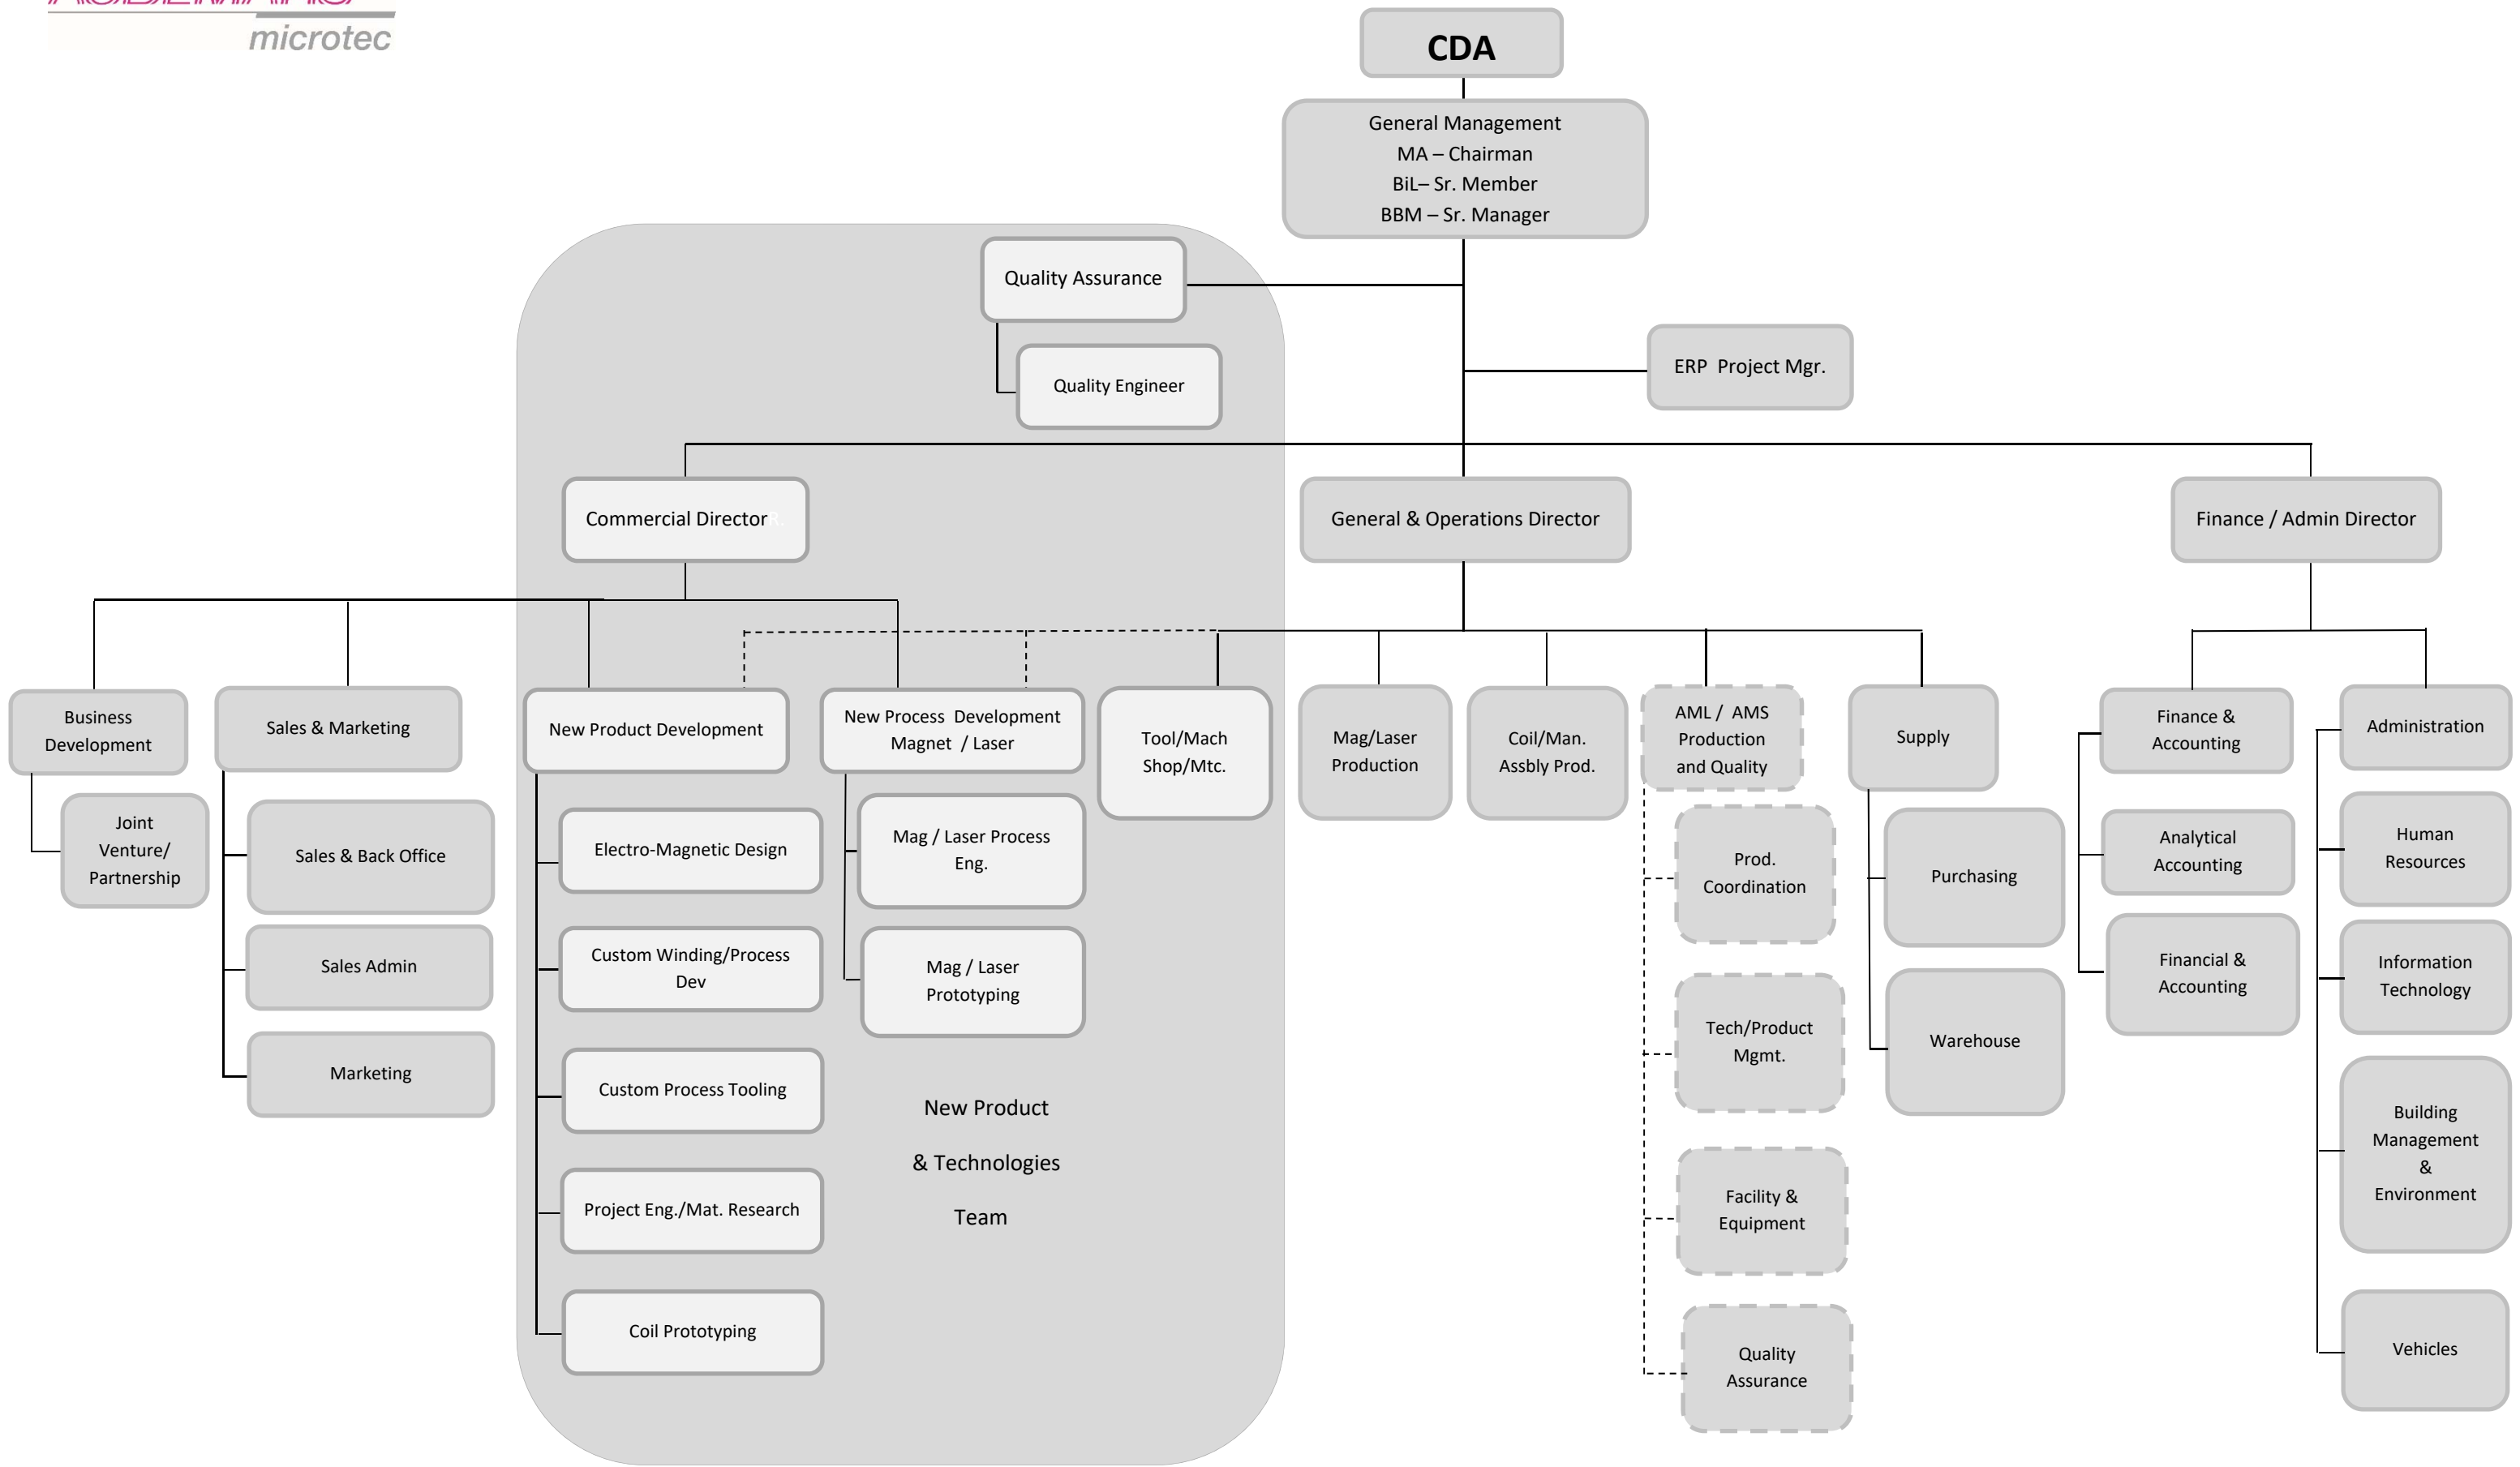 microtec
CDA
General Management
MA – Chairman
BiL– Sr. Member
BBM – Sr. Manager
Quality Assurance
Quality Engineer
ERP  Project Mgr.
Commercial Director R.
General & Operations Director
Finance / Admin Director
Business
Development
Joint
Venture/
Partnership
Sales & Marketing
Sales & Back Office
Sales Admin
Marketing
New Product Development
Electro-Magnetic Design
Custom Winding/Process
Dev
Custom Process Tooling
Project Eng./Mat. Research
Coil Prototyping
New Process  Development
Magnet  / Laser
Mag / Laser Process
Eng.
Mag / Laser
Prototyping
New Product
& Technologies
Team
Tool/Mach
Shop/Mtc.
Mag/Laser
Production
Coil/Man.
Assbly Prod.
AML /  AMS
Production
and Quality
Prod.
Coordination
Tech/Product
Mgmt.
Facility &
Equipment
Quality
Assurance
Supply
Purchasing
Warehouse
Finance &
Accounting
Analytical
Accounting
Financial &
Accounting
Administration
Human
Resources
Information
Technology
Building
Management
&
Environment
Vehicles